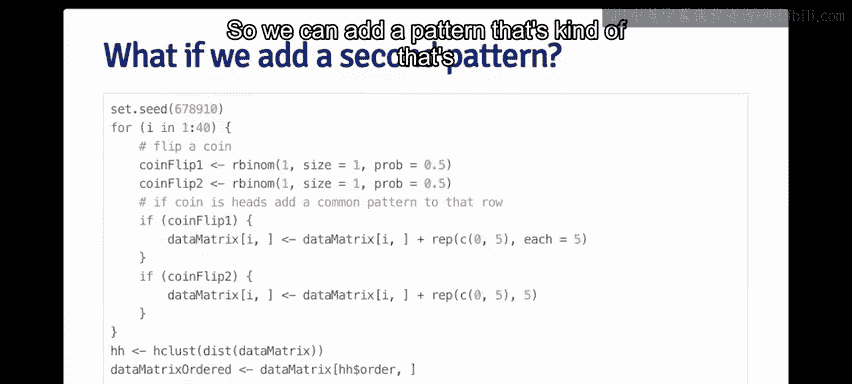 So we can add a pattern that's kind of
that's
What if we add a second pattern?
set.seed(678910)
for (i in 1:40) {
    # flip a coin
    coinFlip1 <- rbinom(1, size = 1, prob = 0.5)
    coinFlip2 <- rbinom(1, size = 1, prob = 0.5)
    # if coin is heads add a common pattern to that row
    if (coinFlip1) {
        dataMatrix[i, ] <- dataMatrix[i, ] + rep(c(0, 5), each = 5)
    }
    if (coinFlip2) {
        dataMatrix[i, ] <- dataMatrix[i, ] + rep(c(0, 5), 5)
    }
}
hh <- hclust(dist(dataMatrix))
dataMatrixOrdered <- dataMatrix[hh$order, ]